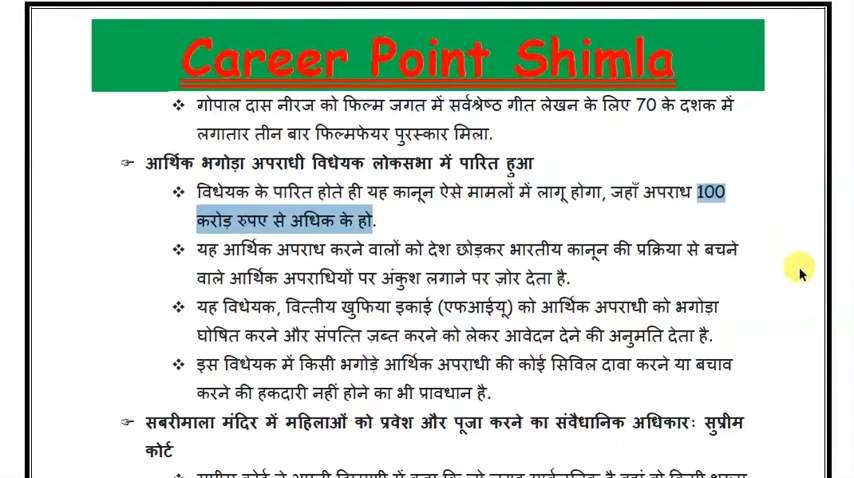 Career Point Shimla
❖ गोपाल दास नीरज को फिल्म जगत में सर्वश्रेष्ठ गीत लेखन के लिए 70 के दशक में
लगातार तीन बार फिल्मफेयर पुरस्कार मिला.
☞ आर्थिक भगोड़ा अपराधी विधेयक लोकसभा में पारित हुआ
❖ विधेयक के पारित होते ही यह कानून ऐसे मामलों में लागू होगा, जहाँ अपराध 100
करोड़ रुपए से अधिक के हो.
❖ यह आर्थिक अपराध करने वालों को देश छोड़कर भारतीय कानून की प्रक्रिया से बचने
वाले आर्थिक अपराधियों पर अंकुश लगाने पर ज़ोर देता है.
❖ यह विधेयक, वित्तीय खुफिया इकाई (एफआईयू) को आर्थिक अपराधी को भगोड़ा
घोषित करने और संपत्ति ज़ब्त करने को लेकर आवेदन देने की अनुमति देता है.
❖ इस विधेयक में किसी भगोड़े आर्थिक अपराधी की कोई सिविल दावा करने या बचाव
करने की हकदारी नहीं होने का भी प्रावधान है.
☞ सबरीमाला मंदिर में महिलाओं को प्रवेश और पूजा करने का संवैधानिक अधिकार: सुप्रीम
कोर्ट